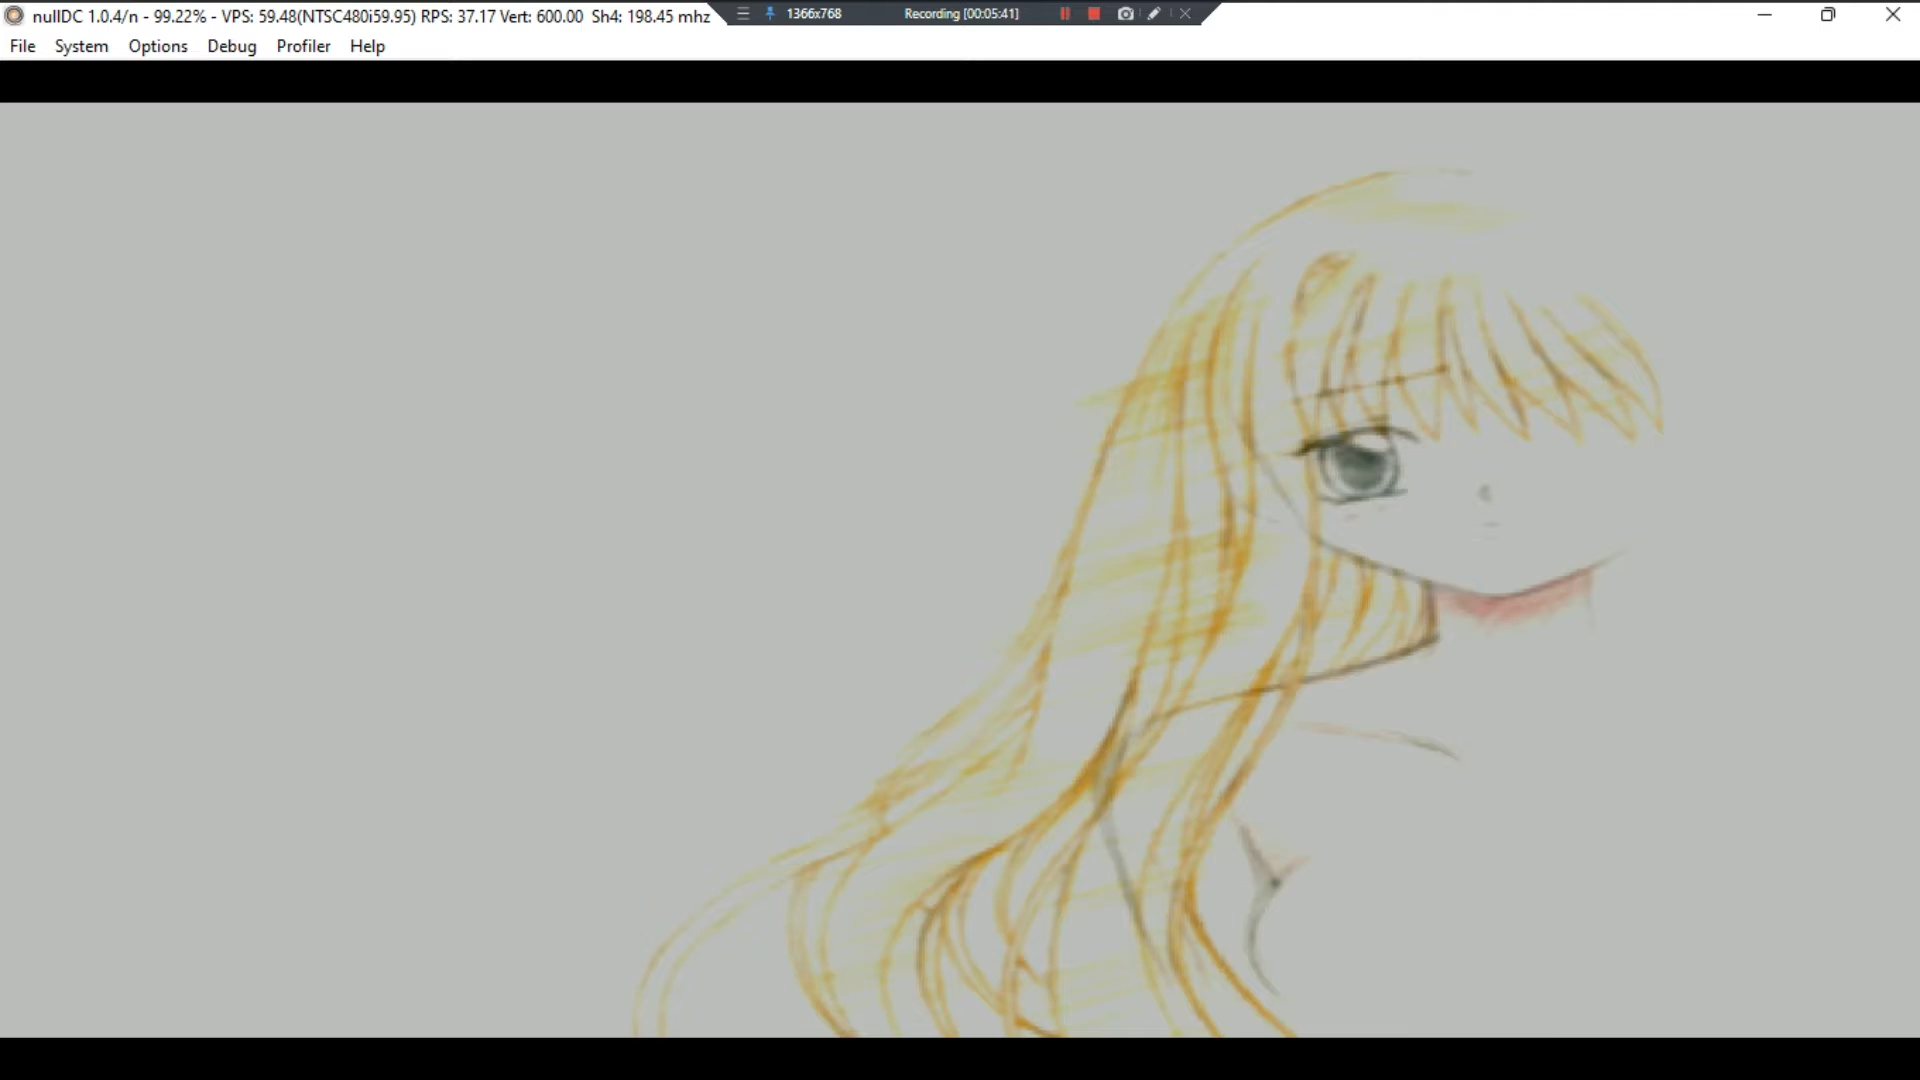 nullDC 1.0.4/n - 99.22% - VPS: 59.48(NTSC480i59.95) RPS: 37.17 Vert: 600.00 Sh4: 198.45 mhz
1366x768 Recording [00:05:41]
File System Options Debug Profiler Help